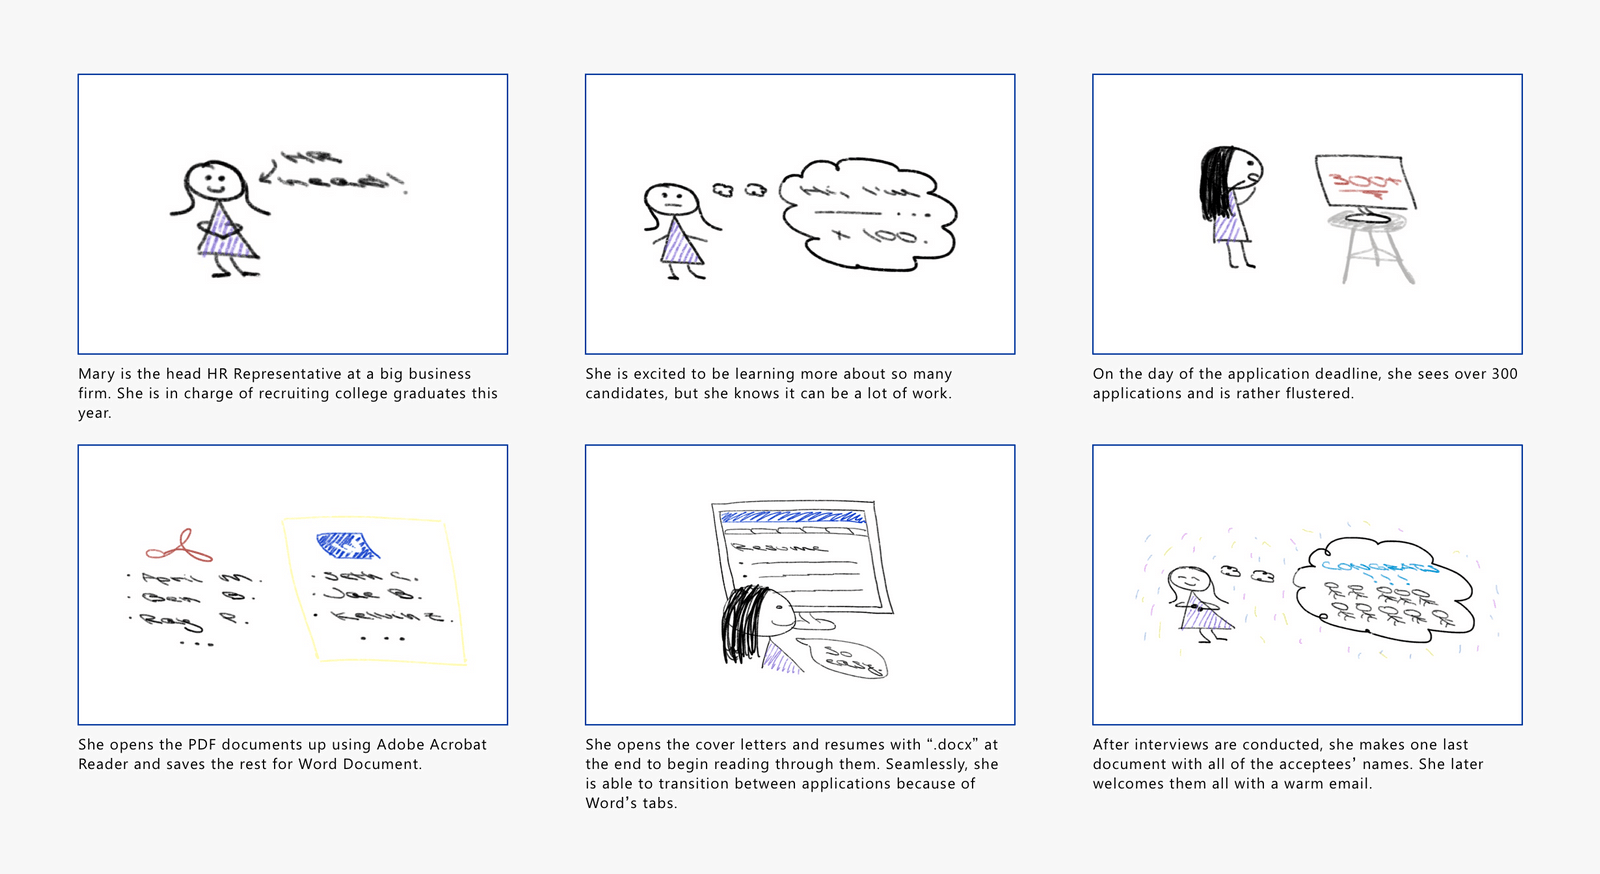 HR
head!
Mary is the head HR Representative at a big business
firm. She is in charge of recruiting college graduates this
year.
Hi, I'm
____ ...
x 100.
She is excited to be learning more about so many
candidates, but she knows it can be a lot of work.
300+
On the day of the application deadline, she sees over 300
applications and is rather flustered.
· April M.
· Ben B.
· Ray P.
...
· Seth C.
· Jae B.
· Kelvin Z.
...
She opens the PDF documents up using Adobe Acrobat
Reader and saves the rest for Word Document.
Resume
SO
easy.
She opens the cover letters and resumes with “.docx” at
the end to begin reading through them. Seamlessly, she
is able to transition between applications because of
Word’s tabs.
CONGRATS
!!!
After interviews are conducted, she makes one last
document with all of the acceptees’ names. She later
welcomes them all with a warm email.